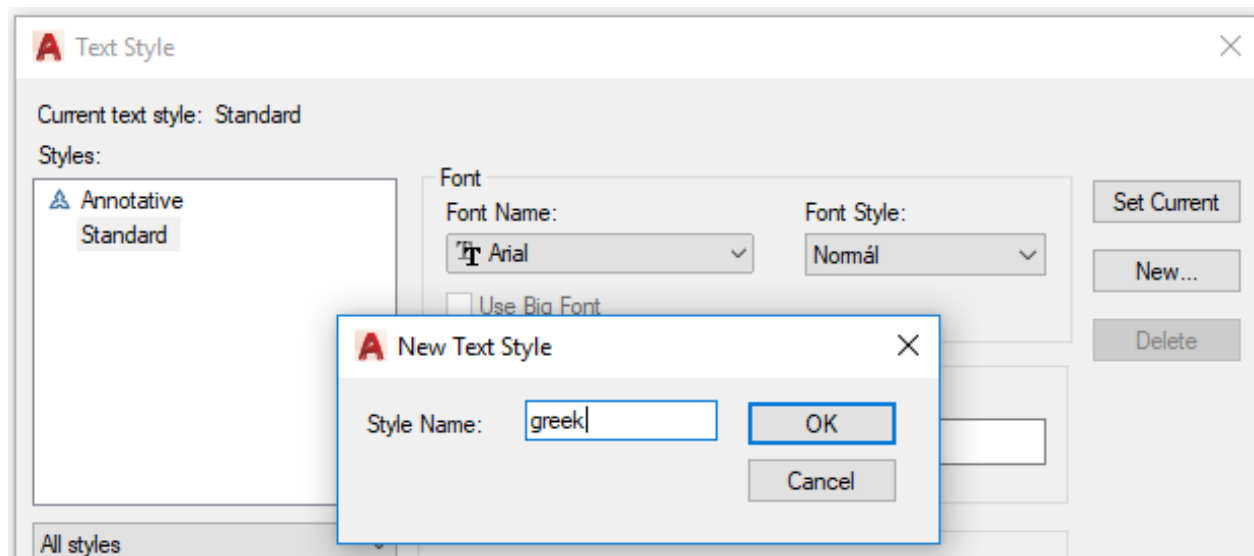 Text Style
Current text style: Standard
Styles:
Annotative
Standard
Font
Font Name:
Font Style:
Arial
Normál
Use Big Font
Set Current
New...
Delete
New Text Style
Style Name:
greek
OK
Cancel
All styles